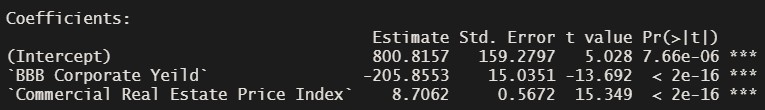 Coefficients:
Estimate Std. Error t value Pr(>|t|)
(Intercept) 800.8157 159.2797 5.028 7.66e-06 ***
`BBB Corporate Yeild` -205.8553 15.0351 -13.692 < 2e-16 ***
`Commercial Real Estate Price Index` 8.7062 0.5672 15.349 < 2e-16 ***